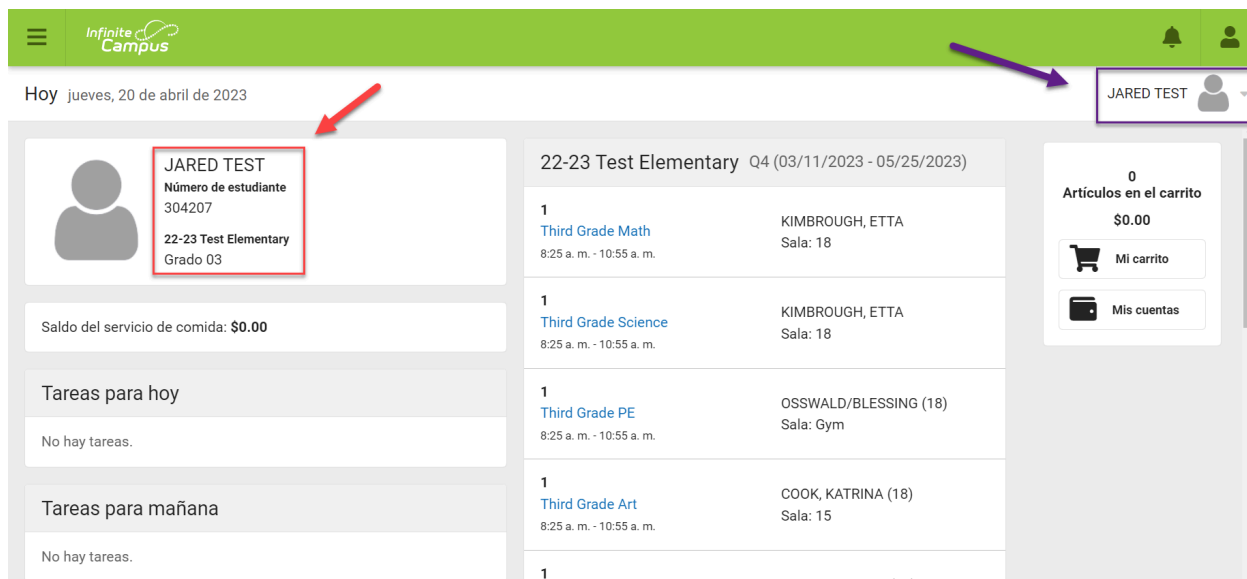 Infinite
Campus
Hoy jueves, 20 de abril de 2023
JARED TEST
JARED TEST
Número de estudiante
304207
22-23 Test Elementary
Grado 03
Saldo del servicio de comida: $0.00
Tareas para hoy
No hay tareas.
Tareas para mañana
No hay tareas.
22-23 Test Elementary Q4 (03/11/2023 - 05/25/2023)
1
Third Grade Math
8:25 a. m. - 10:55 a. m.
KIMBROUGH, ETTA
Sala: 18
1
Third Grade Science
8:25 a. m. - 10:55 a. m.
KIMBROUGH, ETTA
Sala: 18
1
Third Grade PE
8:25 a. m. - 10:55 a. m.
OSSWALD/BLESSING (18)
Sala: Gym
1
Third Grade Art
8:25 a. m. - 10:55 a. m.
COOK, KATRINA (18)
Sala: 15
1
0
Artículos en el carrito
$0.00
Mi carrito
Mis cuentas